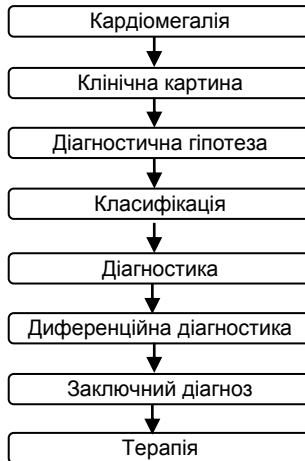 Кардіомегалія
Клінічна картина
Діагностична гіпотеза
Класифікація
Діагностика
Диференційна діагностика
Заключний діагноз
Терапія